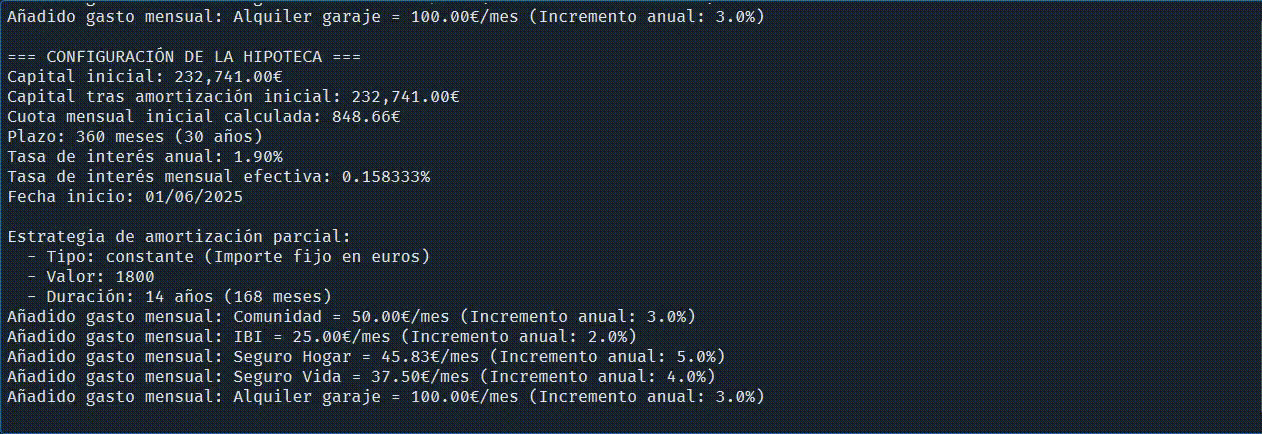 Añadido gasto mensual: Alquiler garaje = 100.00€/mes (Incremento anual: 3.0%)
=== CONFIGURACIÓN DE LA HIPOTECA ===
Capital inicial: 232,741.00€
Capital tras amortización inicial: 232,741.00€
Cuota mensual inicial calculada: 848.66€
Plazo: 360 meses (30 años)
Tasa de interés anual: 1.90%
Tasa de interés mensual efectiva: 0.158333%
Fecha inicio: 01/06/2025
Estrategia de amortización parcial:
- Tipo: constante (Importe fijo en euros)
- Valor: 1800
- Duración: 14 años (168 meses)
Añadido gasto mensual: Comunidad = 50.00€/mes (Incremento anual: 3.0%)
Añadido gasto mensual: IBI = 25.00€/mes (Incremento anual: 2.0%)
Añadido gasto mensual: Seguro Hogar = 45.83€/mes (Incremento anual: 5.0%)
Añadido gasto mensual: Seguro Vida = 37.50€/mes (Incremento anual: 4.0%)
Añadido gasto mensual: Alquiler garaje = 100.00€/mes (Incremento anual: 3.0%)